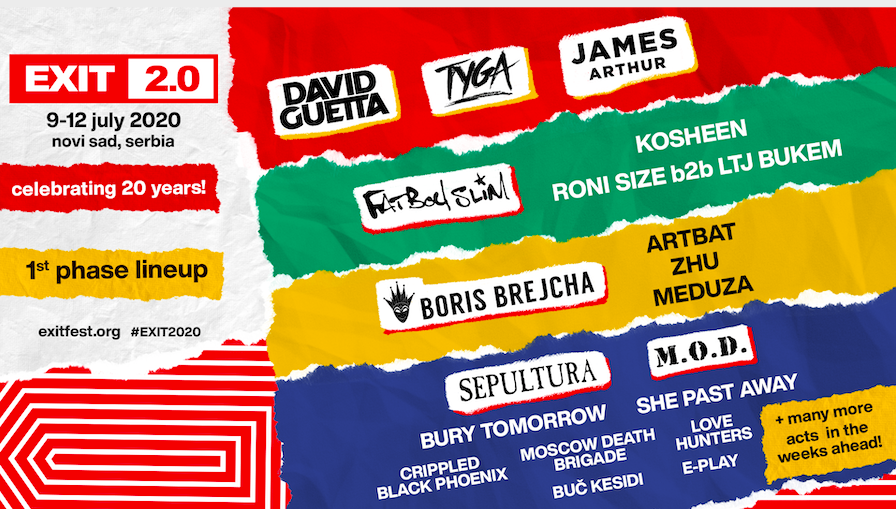 EXIT 2.0
9-12 july 2020
novi sad, serbia
celebrating 20 years!
1st phase lineup
exitfest.org #EXIT2020
DAVID
GUETTA
TYGA
JAMES
ARTHUR
FATBOY SLIM
KOSHEEN
RONI SIZE b2b LTJ BUKEM
BORIS BREJCHA
ARTBAT
ZHU
MEDUZA
SEPULTURA
M.O.D.
BURY TOMORROW
SHE PAST AWAY
CRIPPLED
BLACK PHOENIX
MOSCOW DEATH
BRIGADE
BUČ KESIDI
LOVE
HUNTERS
E-PLAY
+ many more
acts in the
weeks ahead!